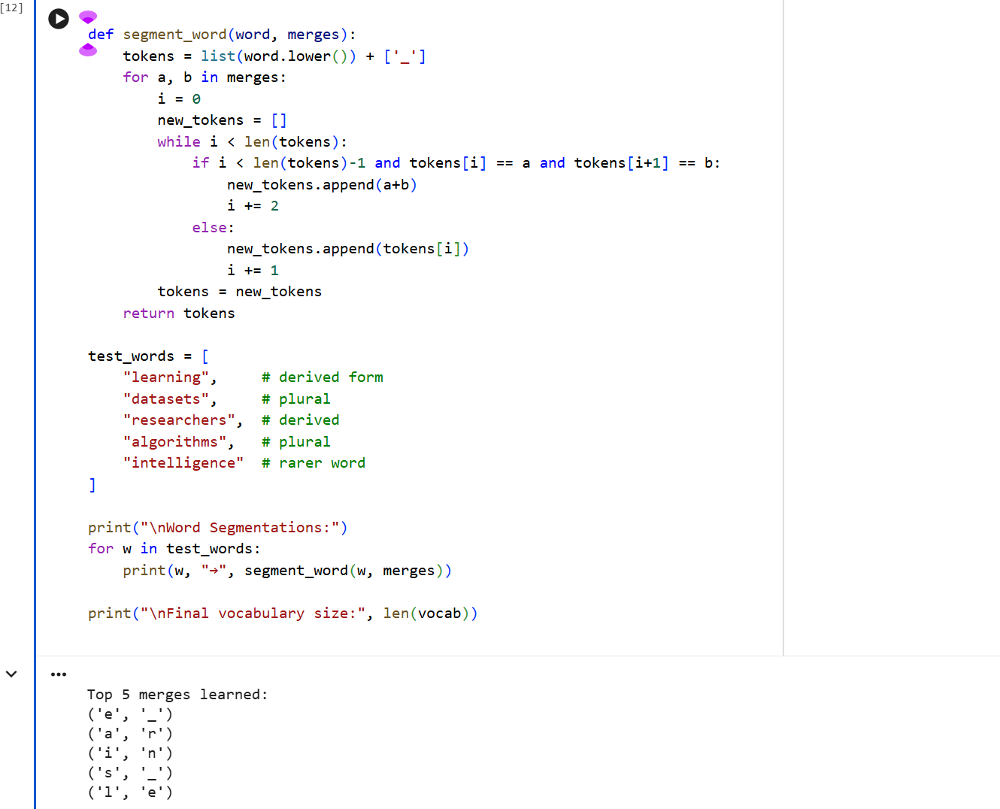 [12]
def segment_word(word, merges):
    tokens = list(word.lower()) + ['_']
    for a, b in merges:
        i = 0
        new_tokens = []
        while i < len(tokens):
            if i < len(tokens)-1 and tokens[i] == a and tokens[i+1] == b:
                new_tokens.append(a+b)
                i += 2
            else:
                new_tokens.append(tokens[i])
                i += 1
        tokens = new_tokens
    return tokens

test_words = [
    "learning",     # derived form
    "datasets",     # plural
    "researchers",  # derived
    "algorithms",   # plural
    "intelligence"  # rarer word
]

print("\nWord Segmentations:")
for w in test_words:
    print(w, "→", segment_word(w, merges))

print("\nFinal vocabulary size:", len(vocab))

Top 5 merges learned:
('e', '_')
('a', 'r')
('i', 'n')
('s', '_')
('l', 'e')